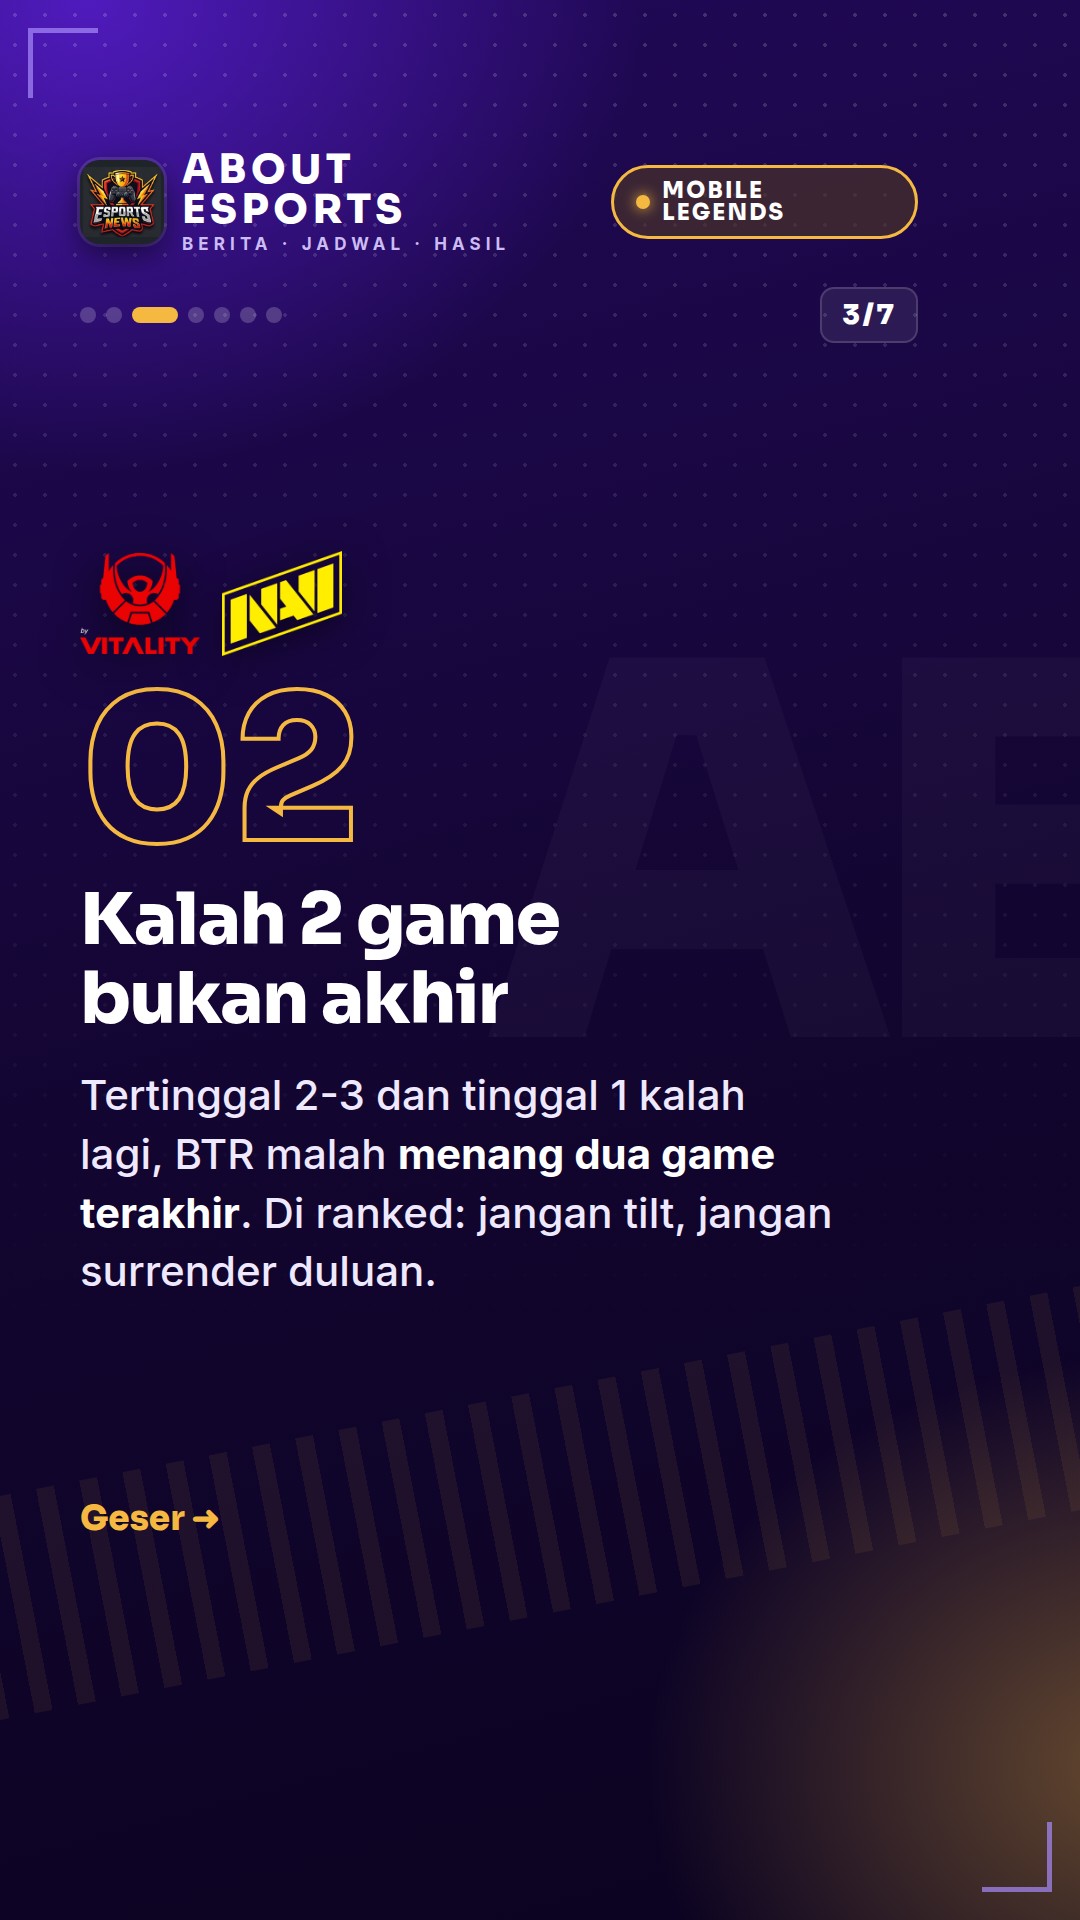 ABOUT
ESPORTS
BERITA · JADWAL · HASIL
ESPORTS
NEWS
MOBILE
LEGENDS
3/7
by
VITALITY
NAVI
02
AE
Kalah 2 game
bukan akhir
Tertinggal 2-3 dan tinggal 1 kalah
lagi, BTR malah menang dua game
terakhir. Di ranked: jangan tilt, jangan
surrender duluan.
Geser ➜